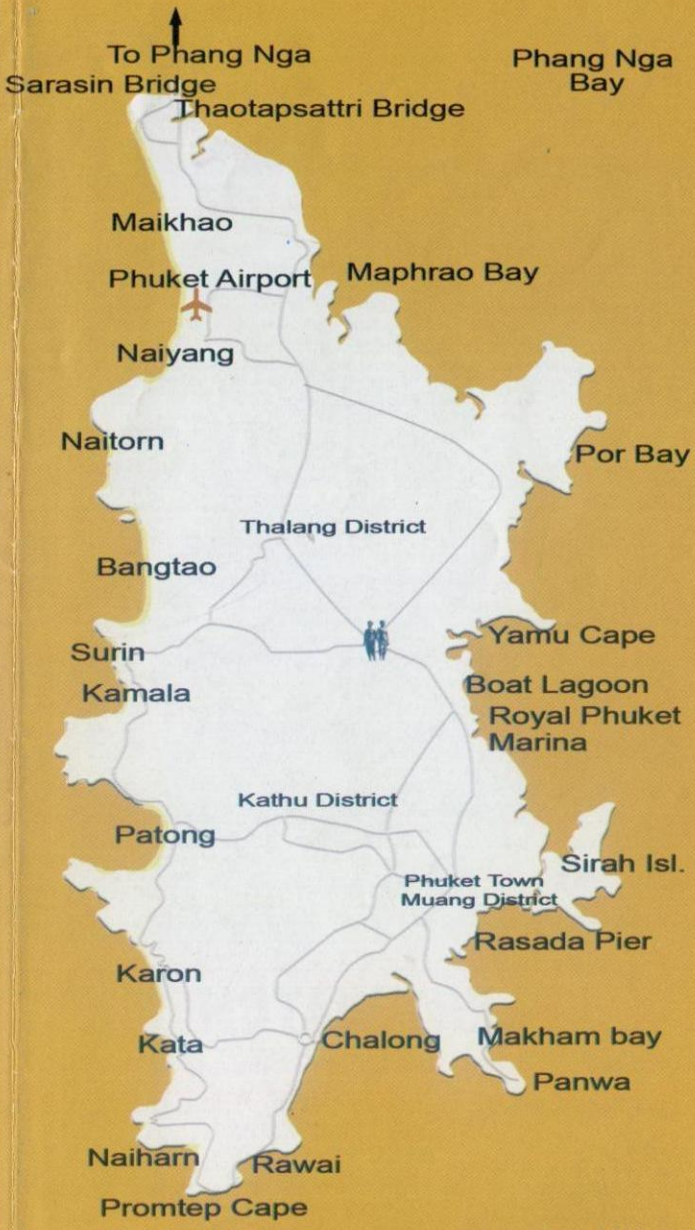 To Phang Nga
Phang Nga
Bay
Sarasin Bridge
Thaotapsattri Bridge
Maikhao
Phuket Airport
Maphrao Bay
Naiyang
Naitorn
Por Bay
Thalang District
Bangtao
Yamu Cape
Surin
Kamala
Boat Lagoon
Royal Phuket
Marina
Kathu District
Patong
Sirah Isl.
Phuket Town
Muang District
Rasada Pier
Karon
Kata
Chalong
Makham bay
Panwa
Naiharn
Rawai
Promtep Cape